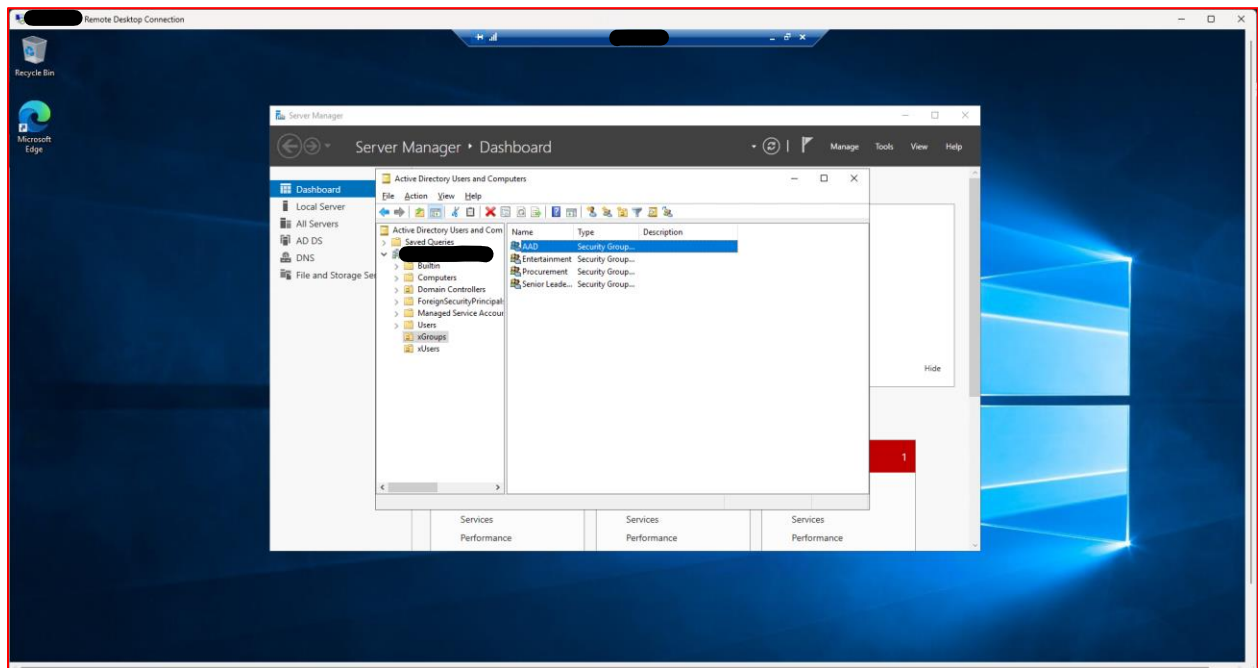 Remote Desktop Connection
Recycle Bin
Microsoft
Edge
Server Manager
Server Manager • Dashboard
Manage Tools View Help
Dashboard
Local Server
All Servers
AD DS
DNS
File and Storage Se
Active Directory Users and Computers
File Action View Help
Active Directory Users and Com
Saved Queries
Builtin
Computers
Domain Controllers
ForeignSecurityPrincipals
Managed Service Accour
Users
xGroups
xUsers
Name Type Description
AAD Security Group...
Entertainment Security Group...
Procurement Security Group...
Senior Leade... Security Group...
Hide
1
Services Services Services
Performance Performance Performance